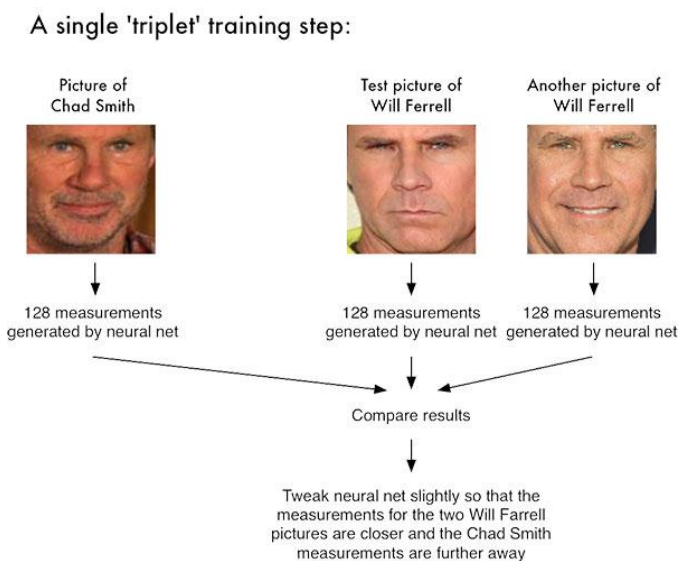 A single 'triplet' training step:
Picture of
Chad Smith
Test picture of
Will Ferrell
Another picture of
Will Ferrell
128 measurements
generated by neural net
128 measurements
generated by neural net
128 measurements
generated by neural net
Compare results
Tweak neural net slightly so that the
measurements for the two Will Farrell
pictures are closer and the Chad Smith
measurements are further away